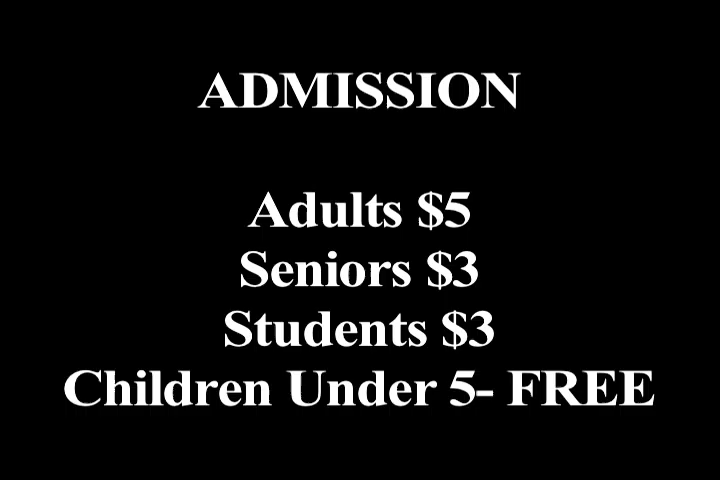 ADMISSION
Adults $5
Seniors $3
Students $3
Children Under 5- FREE